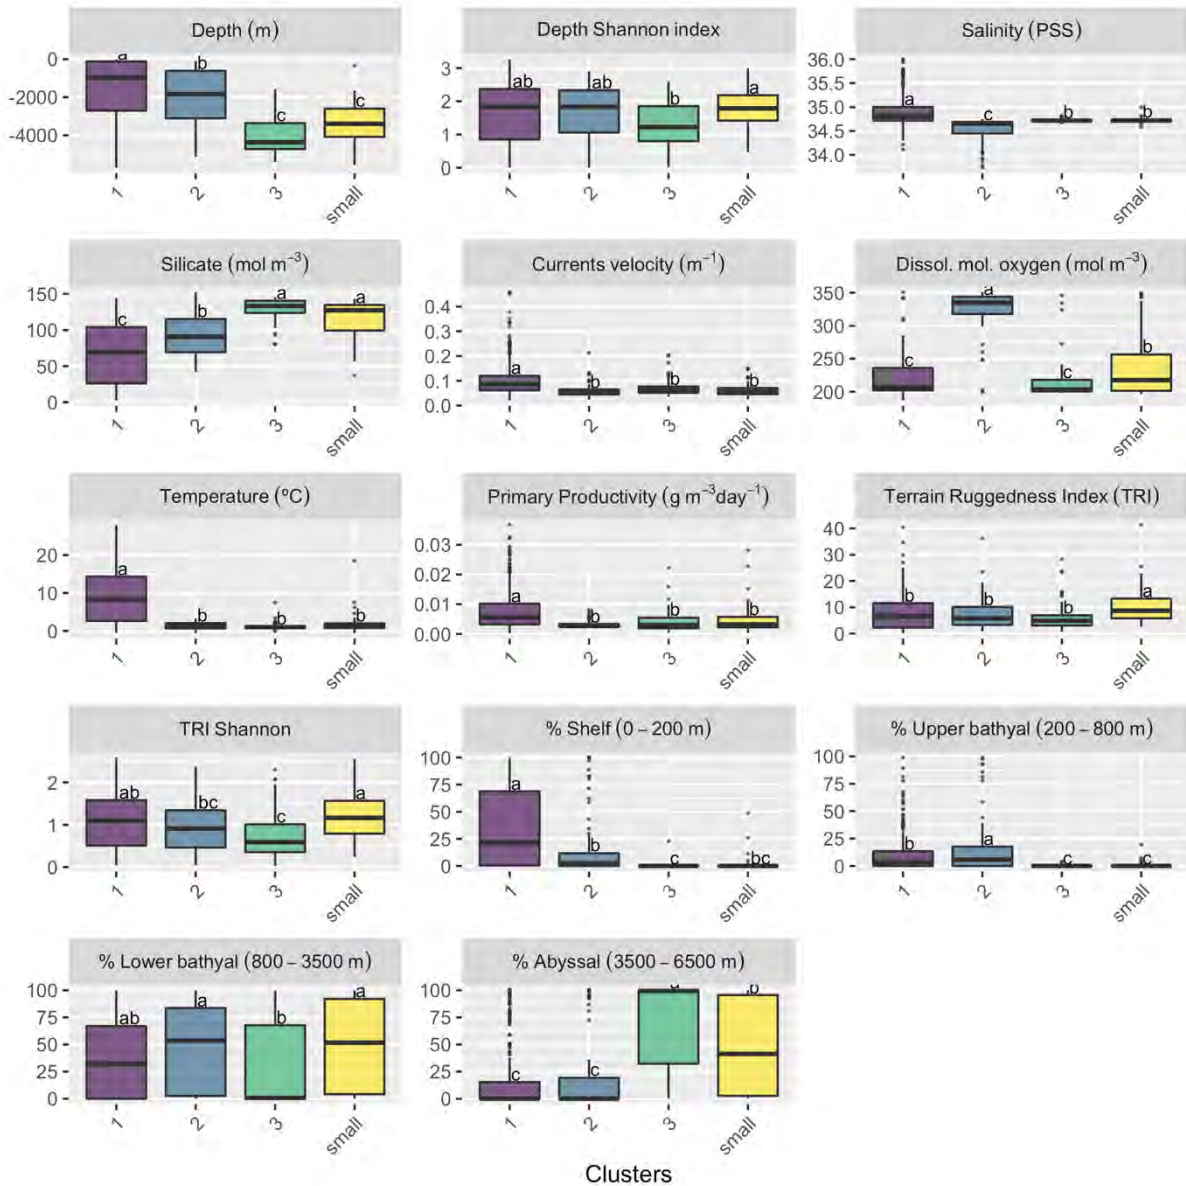 Depth (m)
a
b
c
c
0
-2000
-4000
1
2
3
small
Depth Shannon index
ab
ab
b
a
3
2
1
0
1
2
3
small
Salinity (PSS)
a
c
b
b
36.0
35.5
35.0
34.5
34.0
1
2
3
small
Silicate (mol m⁻³)
c
b
a
a
150
100
50
0
1
2
3
small
Currents velocity (m⁻¹)
a
b
b
b
0.4
0.3
0.2
0.1
0.0
1
2
3
small
Dissol. mol. oxygen (mol m⁻³)
c
a
c
b
350
300
250
200
1
2
3
small
Temperature (ºC)
a
b
b
b
20
10
0
1
2
3
small
Primary Productivity (g m⁻³day⁻¹)
a
b
b
b
0.03
0.02
0.01
0.00
1
2
3
small
Terrain Ruggedness Index (TRI)
b
b
b
a
40
30
20
10
0
1
2
3
small
TRI Shannon
ab
bc
c
a
2
1
0
1
2
3
small
% Shelf (0 – 200 m)
a
b
c
bc
100
75
50
25
0
1
2
3
small
% Upper bathyal (200 – 800 m)
b
a
c
c
100
75
50
25
0
1
2
3
small
% Lower bathyal (800 – 3500 m)
ab
a
b
a
100
75
50
25
0
1
2
3
small
% Abyssal (3500 – 6500 m)
c
c
a
b
100
75
50
25
0
1
2
3
small
Clusters